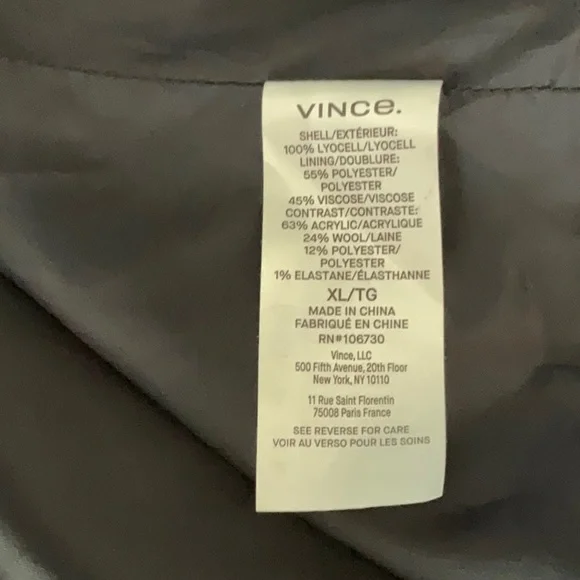 VINCE.
SHELL/EXTÉRIEUR:
100% LYOCELL/LYOCELL
LINING/DOUBLURE:
55% POLYESTER/
POLYESTER
45% VISCOSE/VISCOSE
CONTRAST/CONTRASTE:
63% ACRYLIC/ACRYLIQUE
24% WOOL/LAINE
12% POLYESTER/
POLYESTER
1% ELASTANE/ÉLASTHANNE
XL/TG
MADE IN CHINA
FABRIQUÉ EN CHINE
RN#106730
Vince, LLC
500 Fifth Avenue, 20th Floor
New York, NY 10110
11 Rue Saint Florentin
75008 Paris France
SEE REVERSE FOR CARE
VOIR AU VERSO POUR LES SOINS